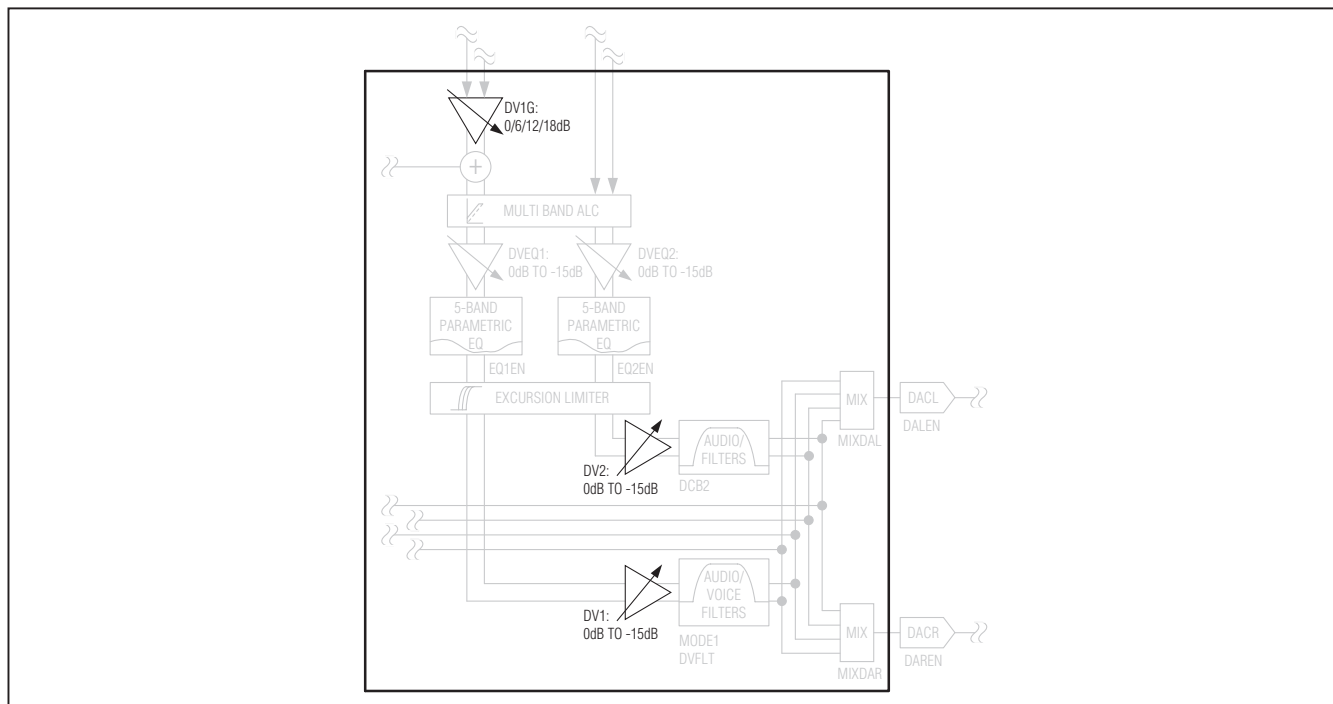 DV1G:
0/6/12/18dB
+
MULTI BAND ALC
DVEQ1:
0dB TO -15dB
DVEQ2:
0dB TO -15dB
5-BAND
PARAMETRIC
EQ
5-BAND
PARAMETRIC
EQ
EQ1EN
EQ2EN
EXCURSION LIMITER
DV2:
0dB TO -15dB
AUDIO/
FILTERS
DCB2
MIX
MIXDAL
DACL
DALEN
DV1:
0dB TO -15dB
AUDIO/
VOICE
FILTERS
MODE1
DVFLT
MIX
MIXDAR
DACR
DAREN